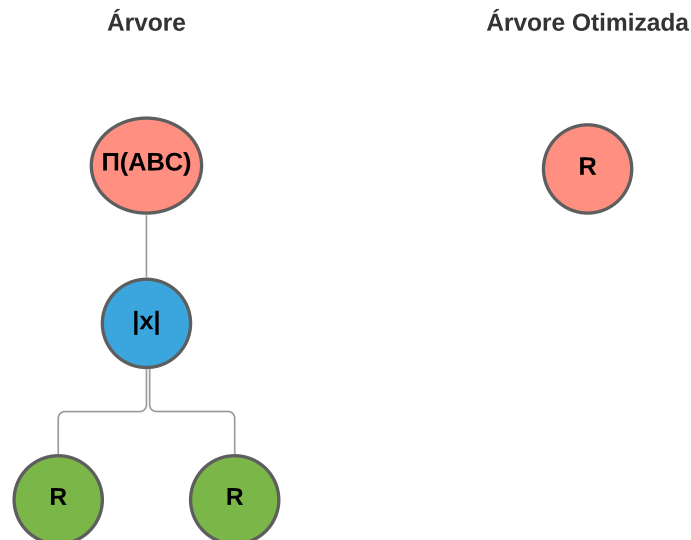 Árvore
Árvore Otimizada
П(ABC)
R
|x|
R
R